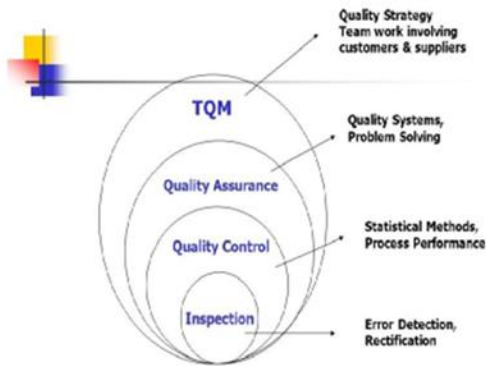 Quality Strategy
Team work involving
customers & suppliers
TQM
Quality Systems,
Problem Solving
Quality Assurance
Statistical Methods,
Process Performance
Quality Control
Inspection
Error Detection,
Rectification